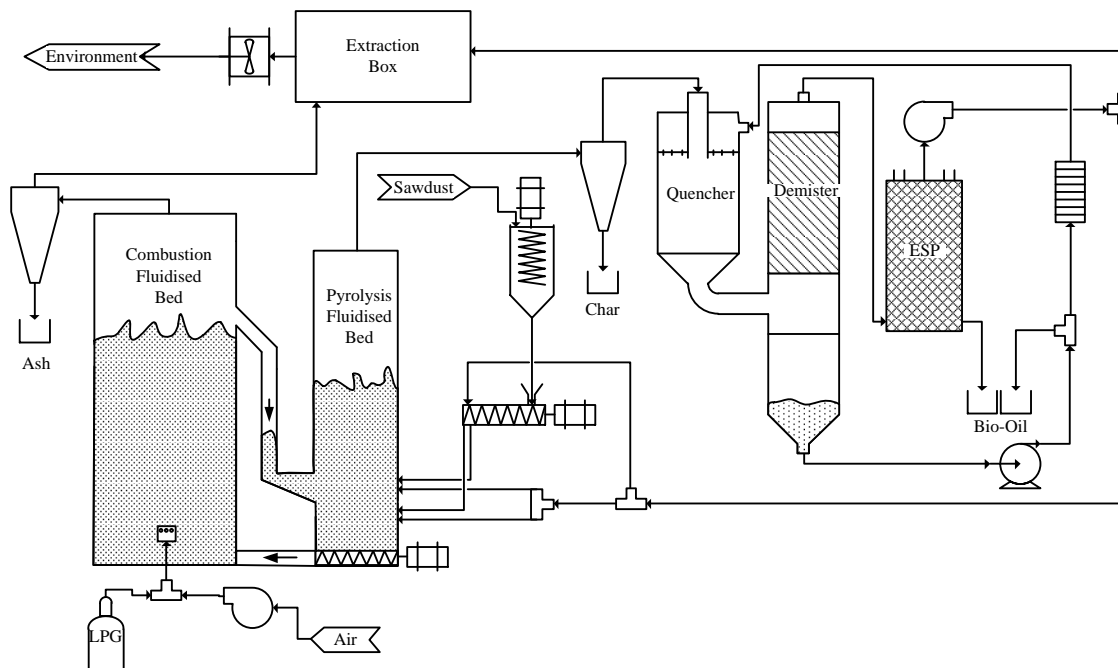 Environment
Extraction
Box
Sawdust
Quencher
Demister
ESP
Combustion
Fluidised
Bed
Pyrolysis
Fluidised
Bed
Char
Ash
Bio-Oil
LPG
Air